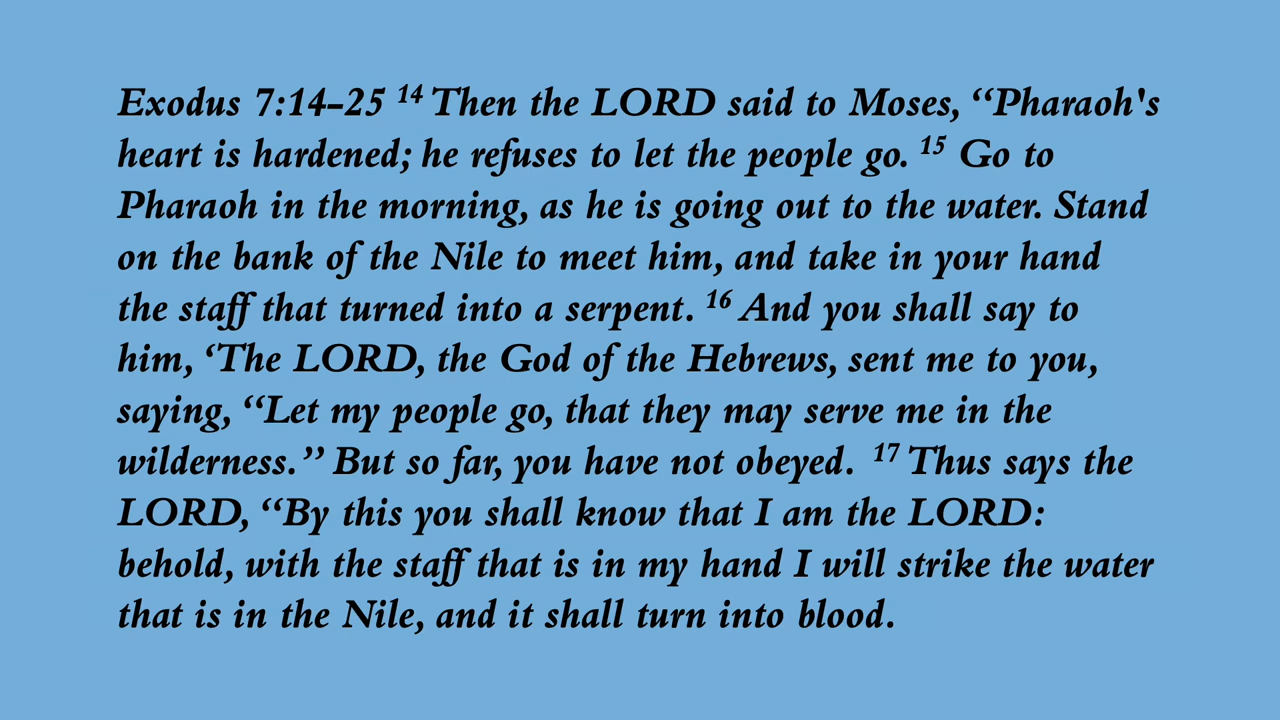 Exodus 7:14–25 ¹⁴ Then the LORD said to Moses, “Pharaoh's
heart is hardened; he refuses to let the people go. ¹⁵ Go to
Pharaoh in the morning, as he is going out to the water. Stand
on the bank of the Nile to meet him, and take in your hand
the staff that turned into a serpent. ¹⁶ And you shall say to
him, ‘The LORD, the God of the Hebrews, sent me to you,
saying, “Let my people go, that they may serve me in the
wilderness.” But so far, you have not obeyed. ¹⁷ Thus says the
LORD, “By this you shall know that I am the LORD:
behold, with the staff that is in my hand I will strike the water
that is in the Nile, and it shall turn into blood.